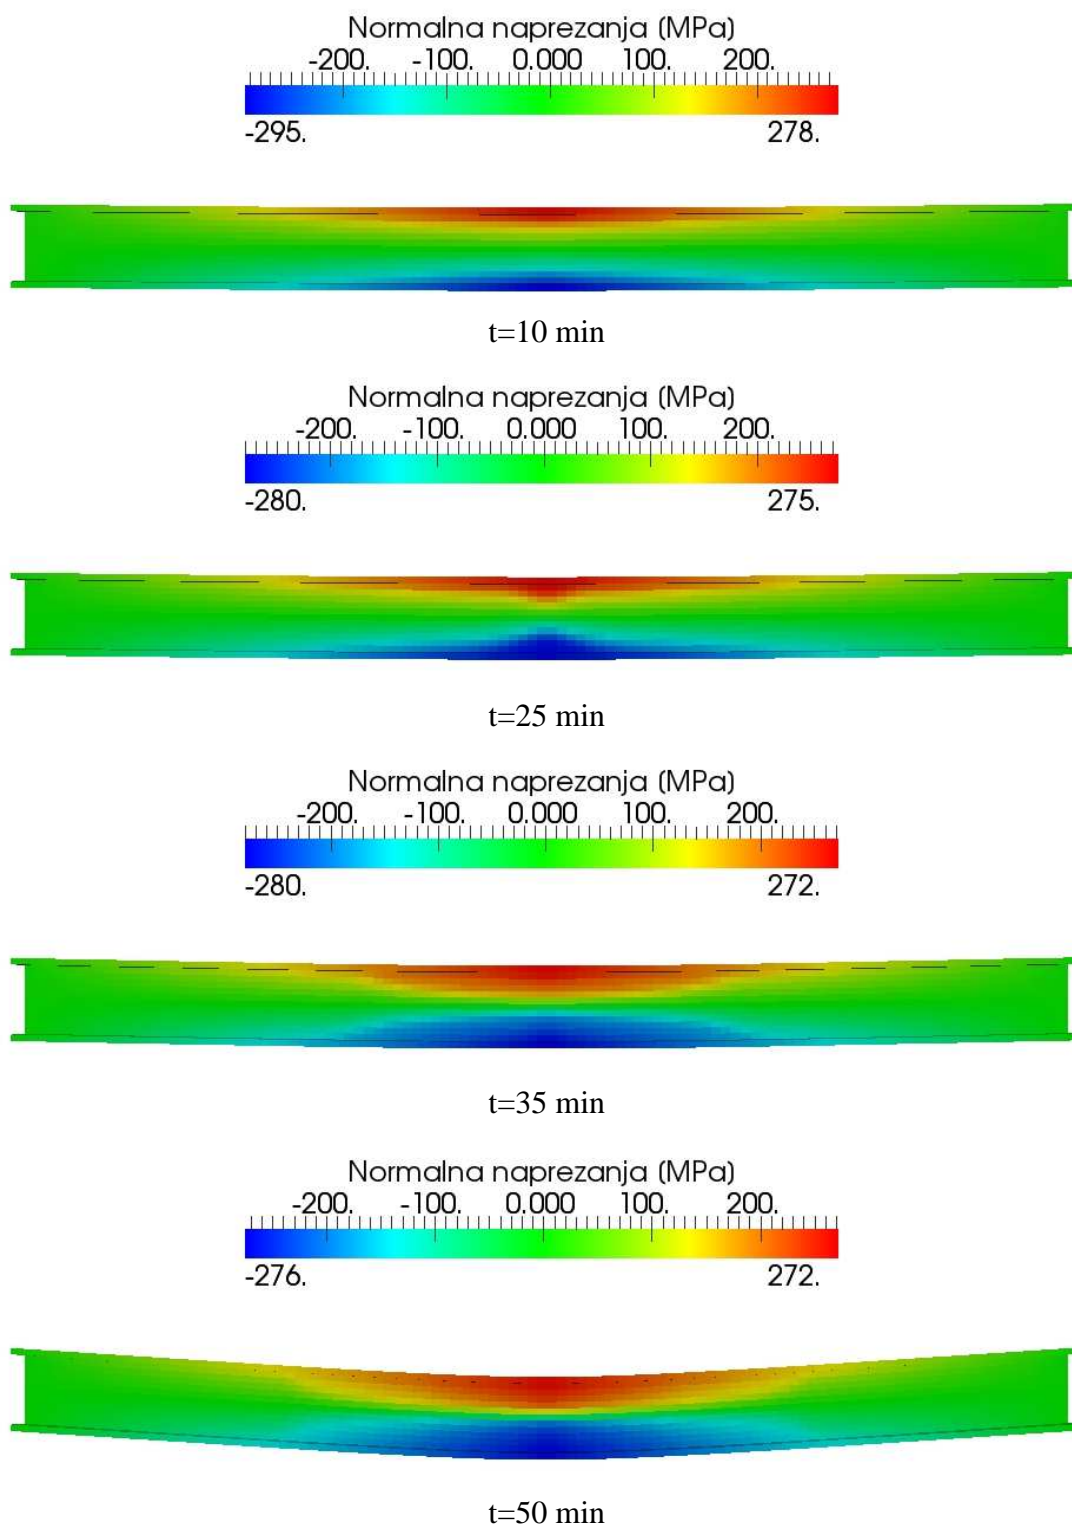 Normalna naprezanja (MPa)
-200. -100. 0.000 100. 200.
-295. 278.
t=10 min
Normalna naprezanja (MPa)
-200. -100. 0.000 100. 200.
-280. 275.
t=25 min
Normalna naprezanja (MPa)
-200. -100. 0.000 100. 200.
-280. 272.
t=35 min
Normalna naprezanja (MPa)
-200. -100. 0.000 100. 200.
-276. 272.
t=50 min